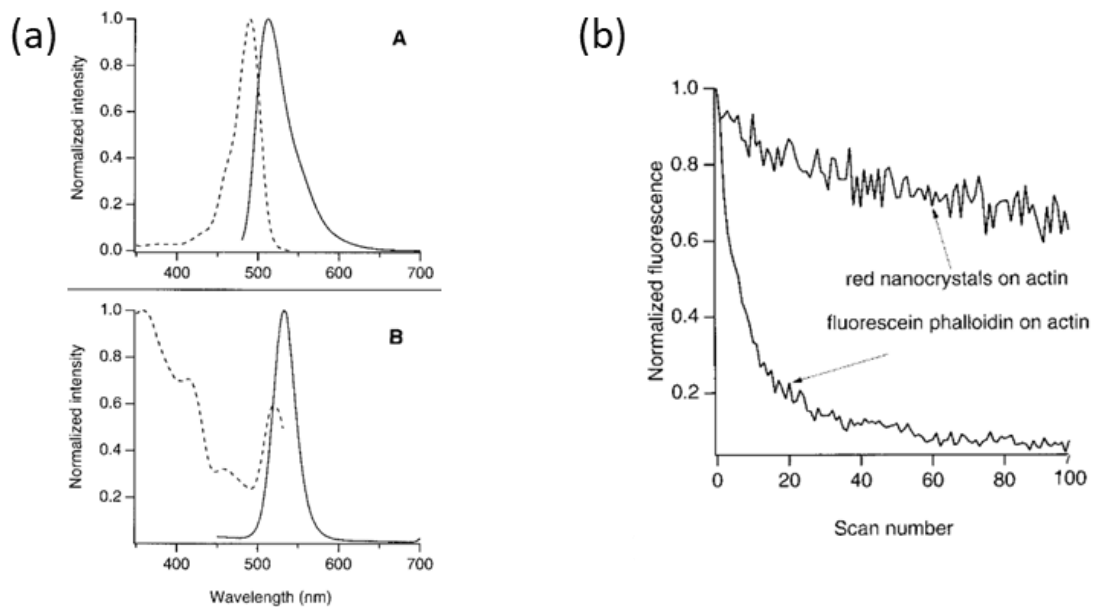 (a)
A
Normalized intensity
1.0
0.8
0.6
0.4
0.2
0.0
400 500 600 700
B
Normalized intensity
1.0
0.8
0.6
0.4
0.2
400 500 600 700
Wavelength (nm)
(b)
Normalized fluorescence
1.0
0.8
0.6
0.4
0.2
red nanocrystals on actin
fluorescein phalloidin on actin
0 20 40 60 80 100
Scan number